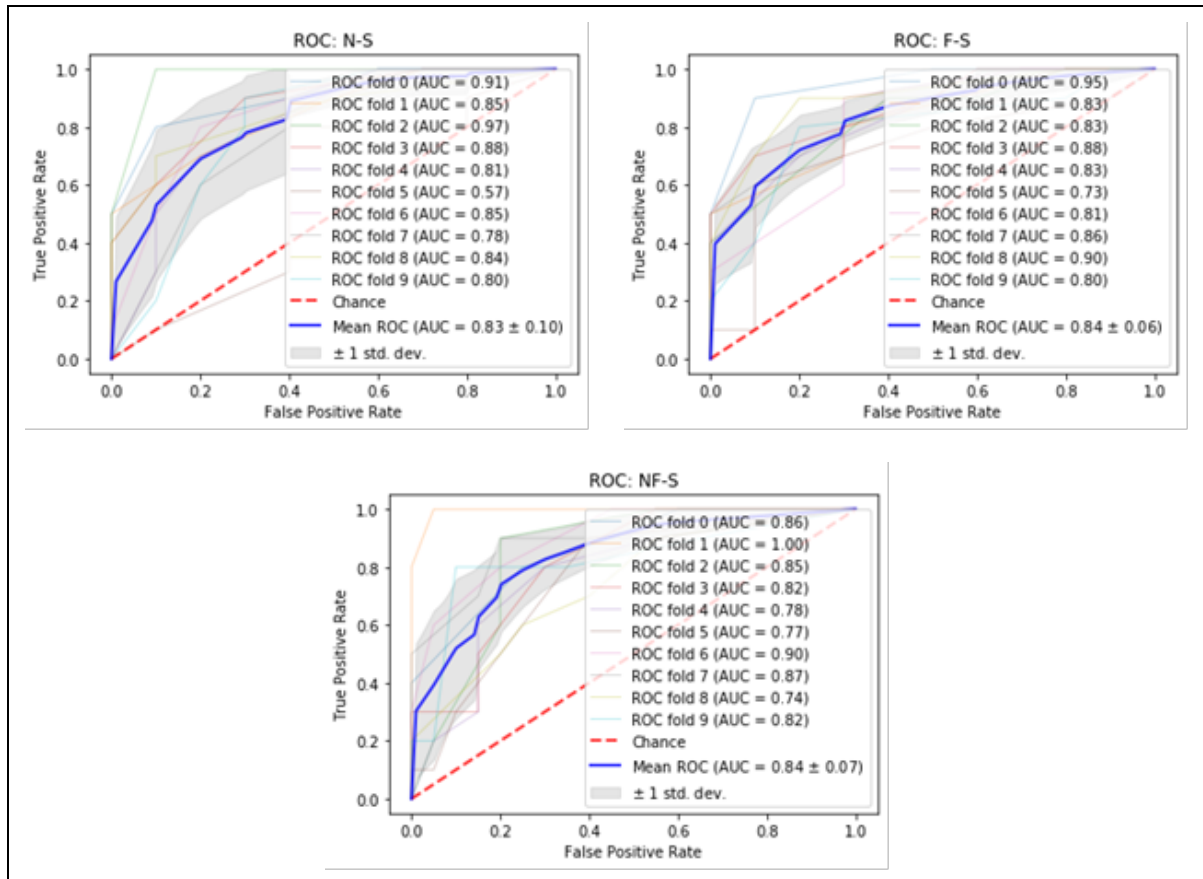 ROC: N-S
True Positive Rate
1.0
0.8
0.6
0.4
0.2
0.0
ROC fold 0 (AUC = 0.91)
ROC fold 1 (AUC = 0.85)
ROC fold 2 (AUC = 0.97)
ROC fold 3 (AUC = 0.88)
ROC fold 4 (AUC = 0.81)
ROC fold 5 (AUC = 0.57)
ROC fold 6 (AUC = 0.85)
ROC fold 7 (AUC = 0.78)
ROC fold 8 (AUC = 0.84)
ROC fold 9 (AUC = 0.80)
Chance
Mean ROC (AUC = 0.83 ± 0.10)
± 1 std. dev.
0.0 0.2 0.4 0.6 0.8 1.0
False Positive Rate
ROC: F-S
True Positive Rate
1.0
0.8
0.6
0.4
0.2
0.0
ROC fold 0 (AUC = 0.95)
ROC fold 1 (AUC = 0.83)
ROC fold 2 (AUC = 0.83)
ROC fold 3 (AUC = 0.88)
ROC fold 4 (AUC = 0.83)
ROC fold 5 (AUC = 0.73)
ROC fold 6 (AUC = 0.81)
ROC fold 7 (AUC = 0.86)
ROC fold 8 (AUC = 0.90)
ROC fold 9 (AUC = 0.80)
Chance
Mean ROC (AUC = 0.84 ± 0.06)
± 1 std. dev.
0.0 0.2 0.4 0.6 0.8 1.0
False Positive Rate
ROC: NF-S
True Positive Rate
1.0
0.8
0.6
0.4
0.2
0.0
ROC fold 0 (AUC = 0.86)
ROC fold 1 (AUC = 1.00)
ROC fold 2 (AUC = 0.85)
ROC fold 3 (AUC = 0.82)
ROC fold 4 (AUC = 0.78)
ROC fold 5 (AUC = 0.77)
ROC fold 6 (AUC = 0.90)
ROC fold 7 (AUC = 0.87)
ROC fold 8 (AUC = 0.74)
ROC fold 9 (AUC = 0.82)
Chance
Mean ROC (AUC = 0.84 ± 0.07)
± 1 std. dev.
0.0 0.2 0.4 0.6 0.8 1.0
False Positive Rate